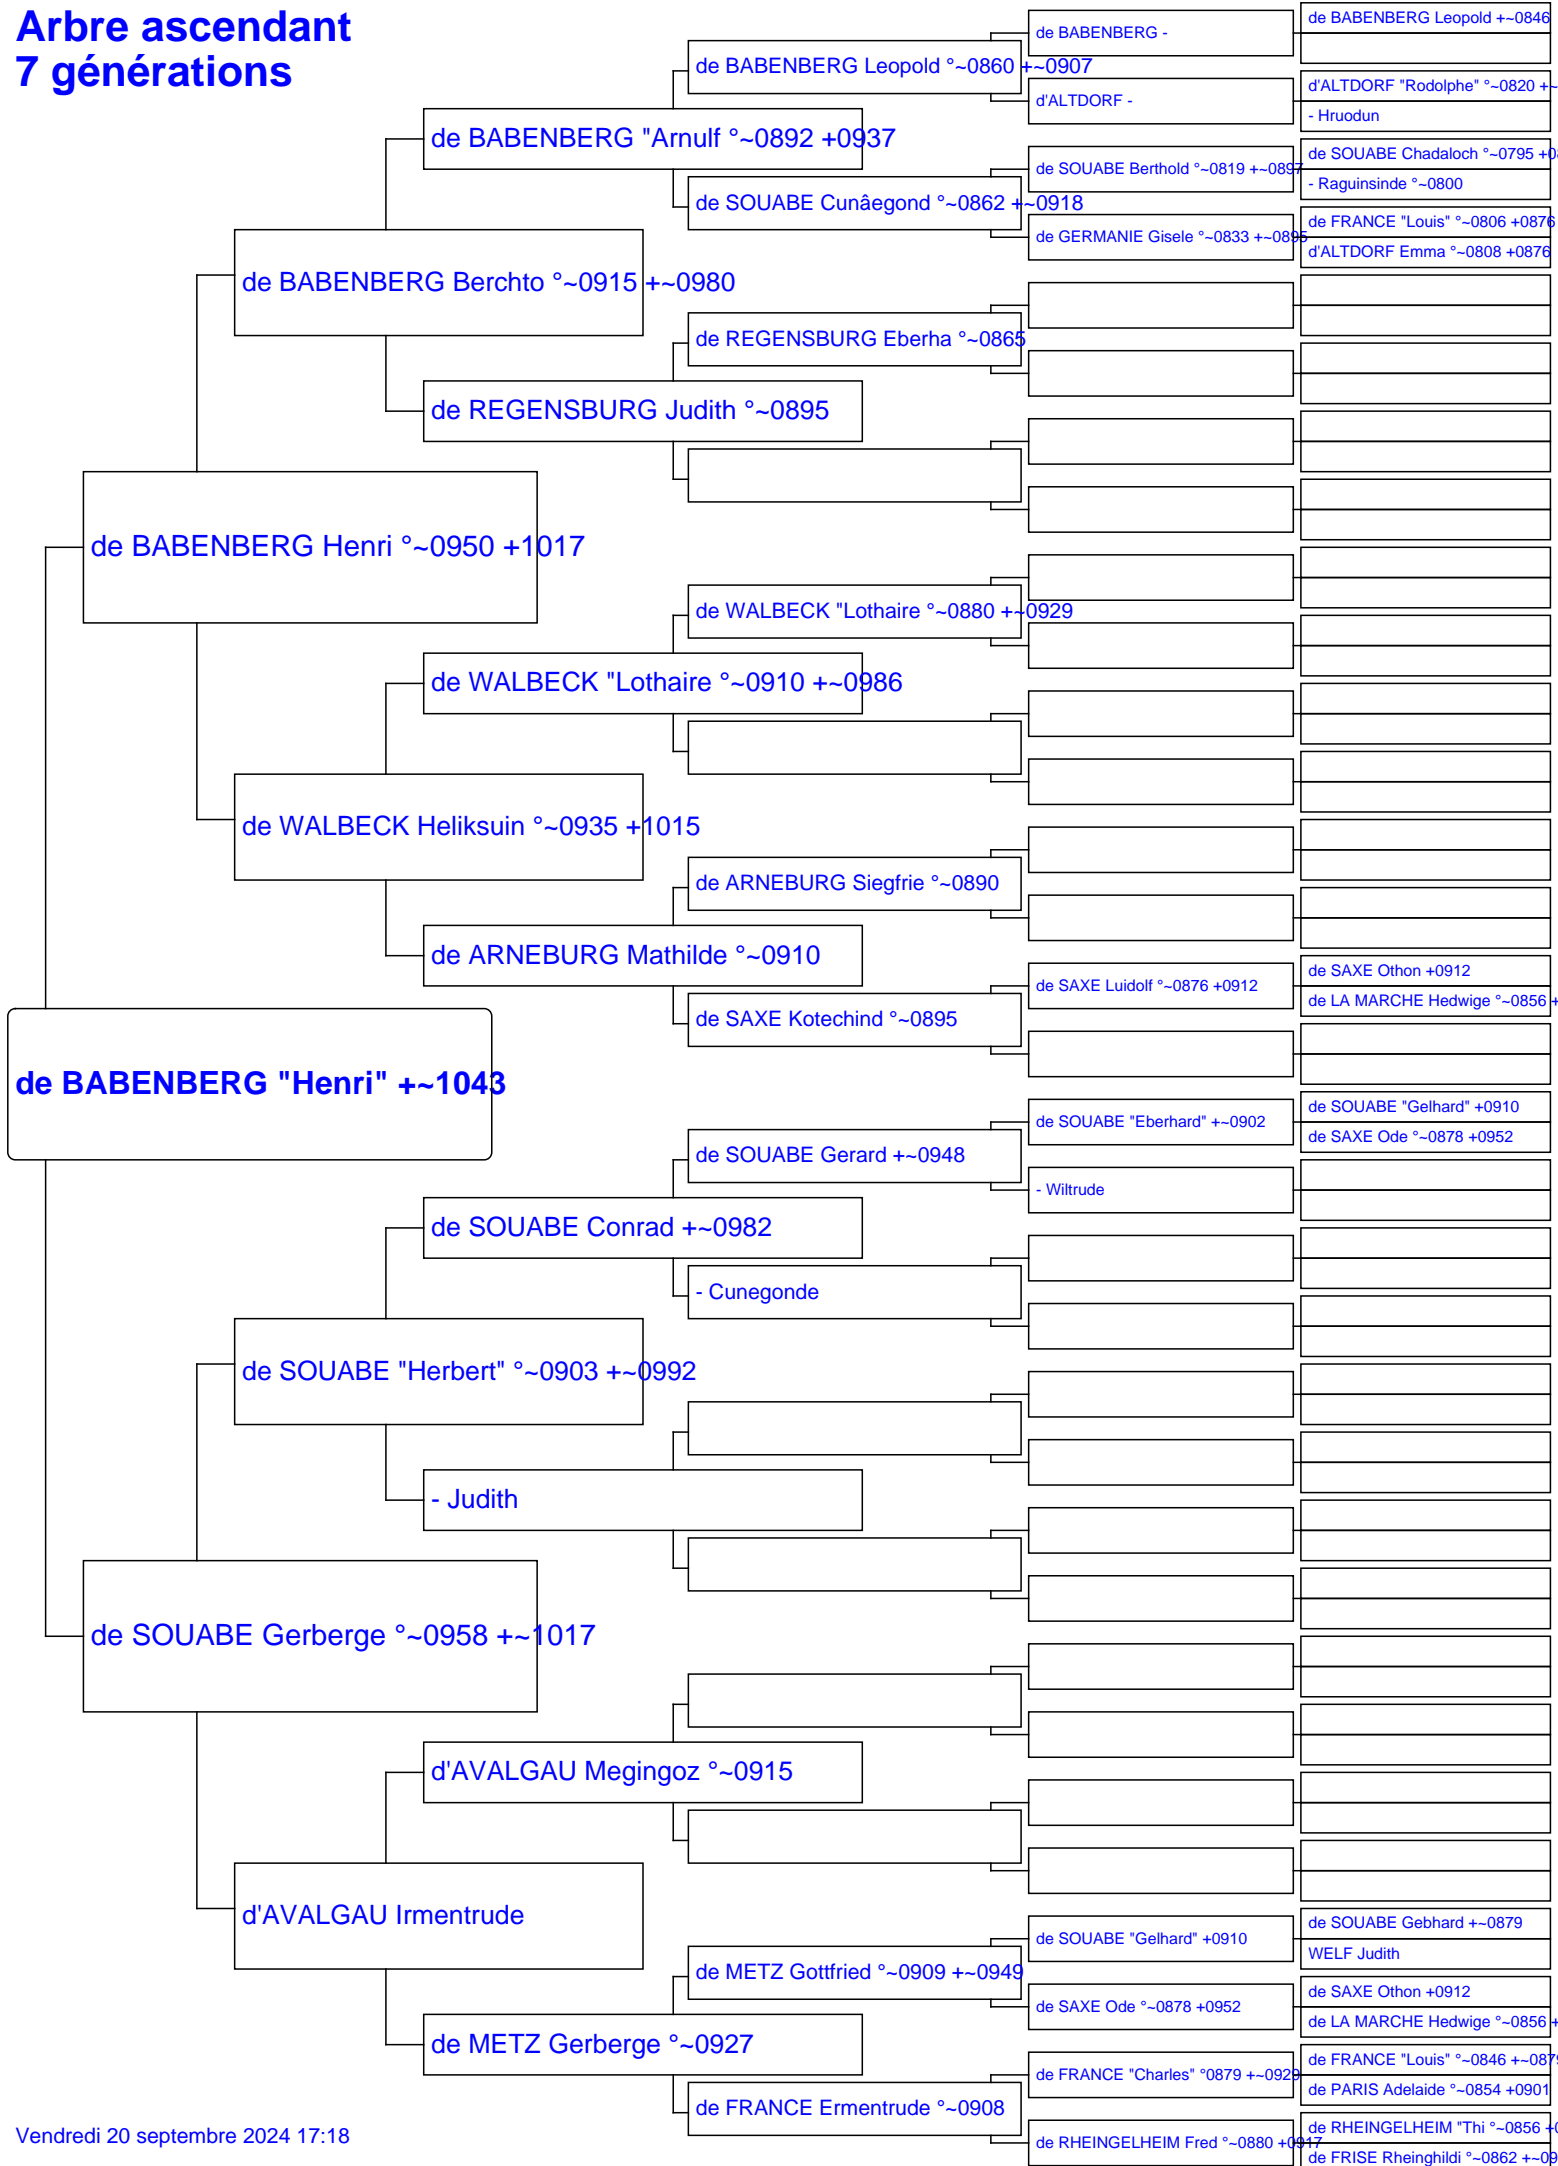 Arbre ascendant
7 générations
de BABENBERG "Henri" +~1043
de BABENBERG Henri °~0950 +1017
de SOUABE Gerberge °~0958 +~1017
de BABENBERG Berchto °~0915 +~0980
de WALBECK Heliksuin °~0935 +1015
de SOUABE "Herbert" °~0903 +~0992
d'AVALGAU Irmentrude
de BABENBERG "Arnulf °~0892 +0937
de REGENSBURG Judith °~0895
de WALBECK "Lothaire °~0910 +~0986
de ARNEBURG Mathilde °~0910
de SOUABE Conrad +~0982
- Judith
d'AVALGAU Megingoz °~0915
de METZ Gerberge °~0927
de BABENBERG Leopold °~0860 +~0907
de SOUABE Cunâegond °~0862 +~0918
de REGENSBURG Eberha °~0865
de WALBECK "Lothaire °~0880 +~0929
de ARNEBURG Siegfrie °~0890
de SAXE Kotechind °~0895
de SOUABE Gerard +~0948
- Cunegonde
de METZ Gottfried °~0909 +~0949
de FRANCE Ermentrude °~0908
de BABENBERG -
d'ALTDORF -
de SOUABE Berthold °~0819 +~0897
de GERMANIE Gisele °~0833 +~0895
de SAXE Luidolf °~0876 +0912
de SOUABE "Eberhard" +~0902
- Wiltrude
de SOUABE "Gelhard" +0910
de SAXE Ode °~0878 +0952
de FRANCE "Charles" °0879 +~0929
de RHEINGELHEIM Fred °~0880 +0917
de BABENBERG Leopold +~0846
d'ALTDORF "Rodolphe" °~0820 +~
- Hruodun
de SOUABE Chadaloch °~0795 +0
- Raguinsinde °~0800
de FRANCE "Louis" °~0806 +0876
d'ALTDORF Emma °~0808 +0876
de SAXE Othon +0912
de LA MARCHE Hedwige °~0856 +
de SOUABE "Gelhard" +0910
de SAXE Ode °~0878 +0952
de SOUABE Gebhard +~0879
WELF Judith
de SAXE Othon +0912
de LA MARCHE Hedwige °~0856 +
de FRANCE "Louis" °~0846 +~0879
de PARIS Adelaide °~0854 +0901
de RHEINGELHEIM "Thi °~0856 +0
de FRISE Rheinghildi °~0862 +~09
Vendredi 20 septembre 2024 17:18